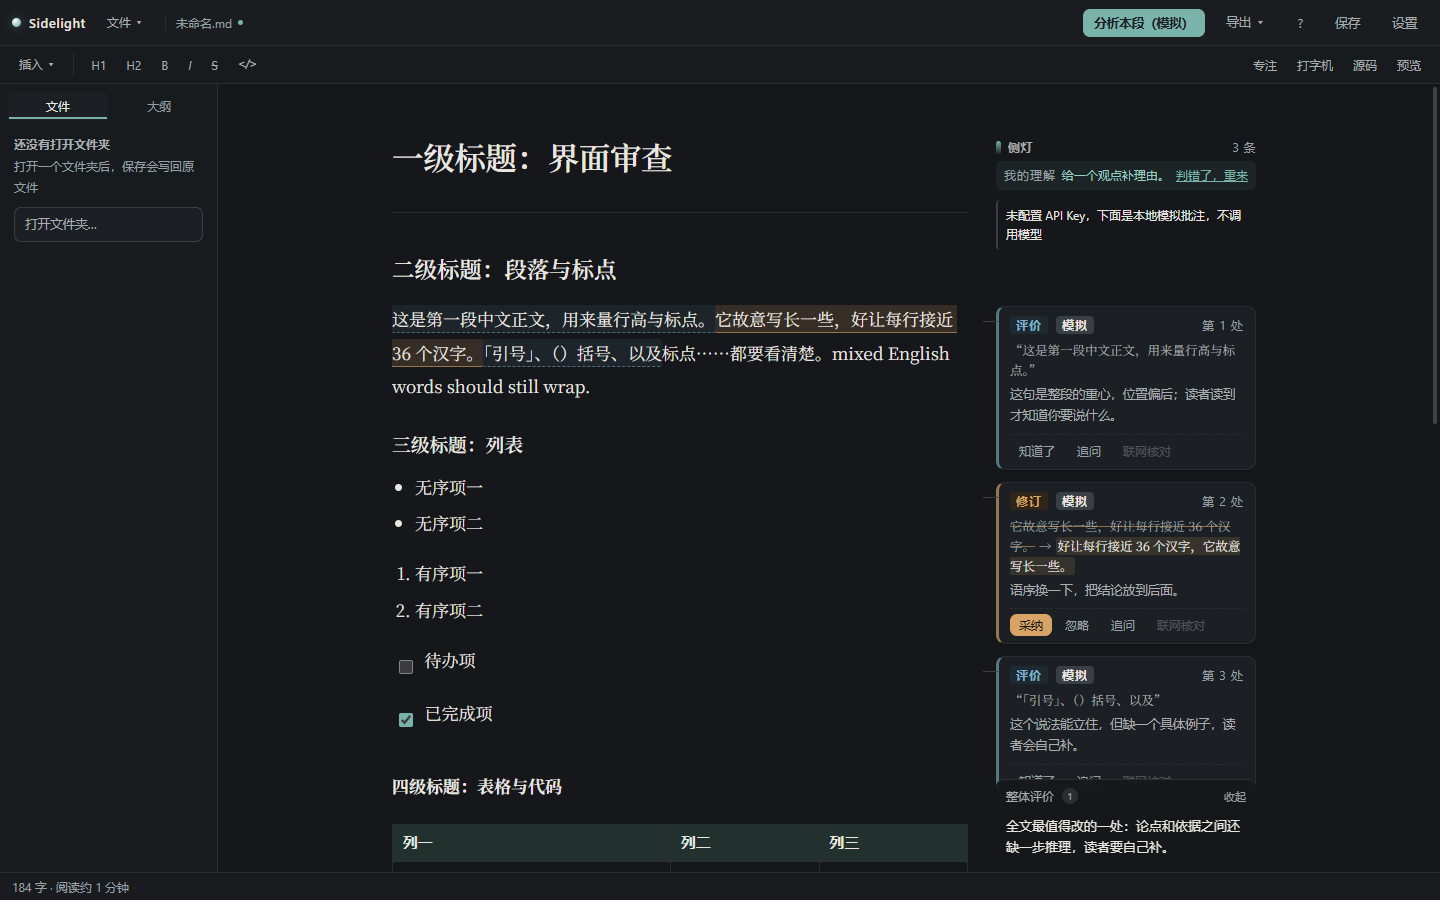 Sidelight 文件 未命名.md 分析本段（模拟） 导出 ? 保存 设置
插入 H1 H2 B I S </> 专注 打字机 源码 预览
文件 大纲
还没有打开文件夹
打开一个文件夹后，保存会写回原
文件
打开文件夹...
一级标题：界面审查
二级标题：段落与标点
这是第一段中文正文，用来量行高与标点。它故意写长一些，好让每行接近
36 个汉字。「引号」、（）括号、以及标点……都要看清楚。mixed English
words should still wrap.
三级标题：列表
无序项一
无序项二
1. 有序项一
2. 有序项二
待办项
已完成项
四级标题：表格与代码
列一 列二 列三
侧灯 3 条
我的理解 给一个观点补理由。 判错了，重来
未配置 API Key，下面是本地模拟批注，不调
用模型
评价 模拟 第 1 处
“这是第一段中文正文，用来量行高与标
点。”
这句是整段的重心，位置偏后；读者读到
才知道你要说什么。
知道了 追问 联网核对
修订 模拟 第 2 处
它故意写长一些，好让每行接近 36 个汉
字。 → 好让每行接近 36 个汉字，它故意
写长一些。
语序换一下，把结论放到后面。
采纳 忽略 追问 联网核对
评价 模拟 第 3 处
“「引号」、（）括号、以及”
这个说法能立住，但缺一个具体例子，读
者会自己补。
知道了 追问 联网核对
整体评价 1 收起
全文最值得改的一处：论点和依据之间还
缺一步推理，读者要自己补。
184 字 · 阅读约 1 分钟